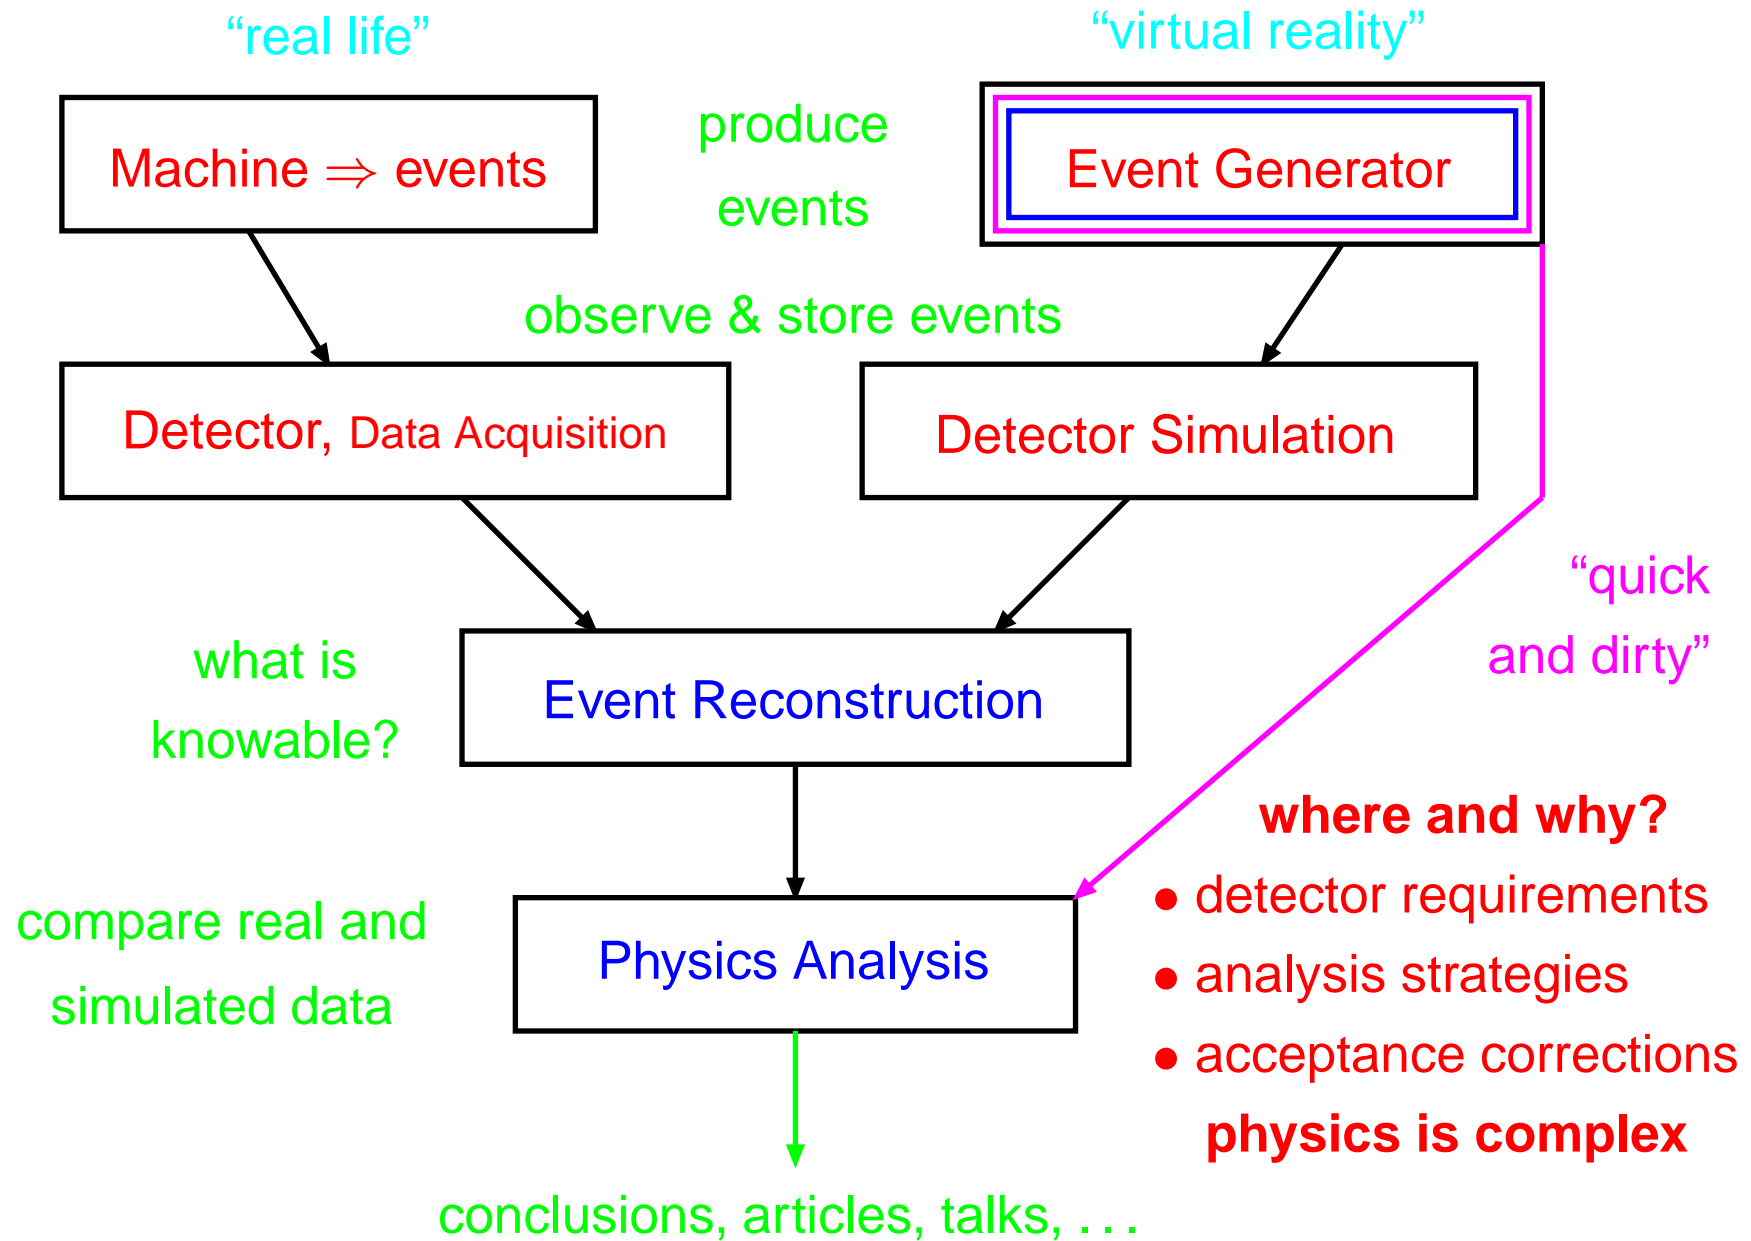 “real life”
“virtual reality”
Machine ⇒ events
produce
events
Event Generator
observe & store events
Detector, Data Acquisition
Detector Simulation
“quick
and dirty”
what is
knowable?
Event Reconstruction
where and why?
• detector requirements
• analysis strategies
• acceptance corrections
physics is complex
compare real and
simulated data
Physics Analysis
conclusions, articles, talks, . . .